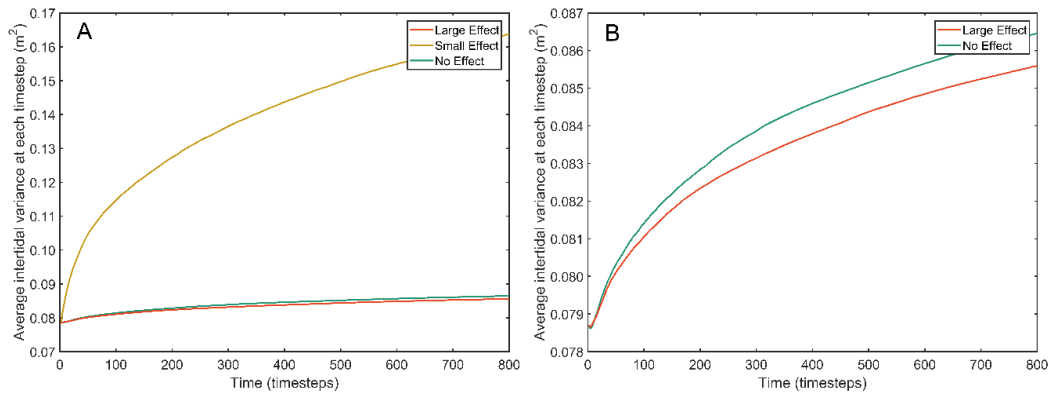 A
Large Effect
Small Effect
No Effect
0.17
0.16
0.15
0.14
0.13
0.12
0.11
0.10
0.09
0.08
0.07
Average intertidal variance at each timestep (m²)
0 100 200 300 400 500 600 700 800
Time (timesteps)
B
Large Effect
No Effect
0.087
0.086
0.085
0.084
0.083
0.082
0.081
0.080
0.079
0.078
Average intertidal variance at each timestep (m²)
0 100 200 300 400 500 600 700 800
Time (timesteps)